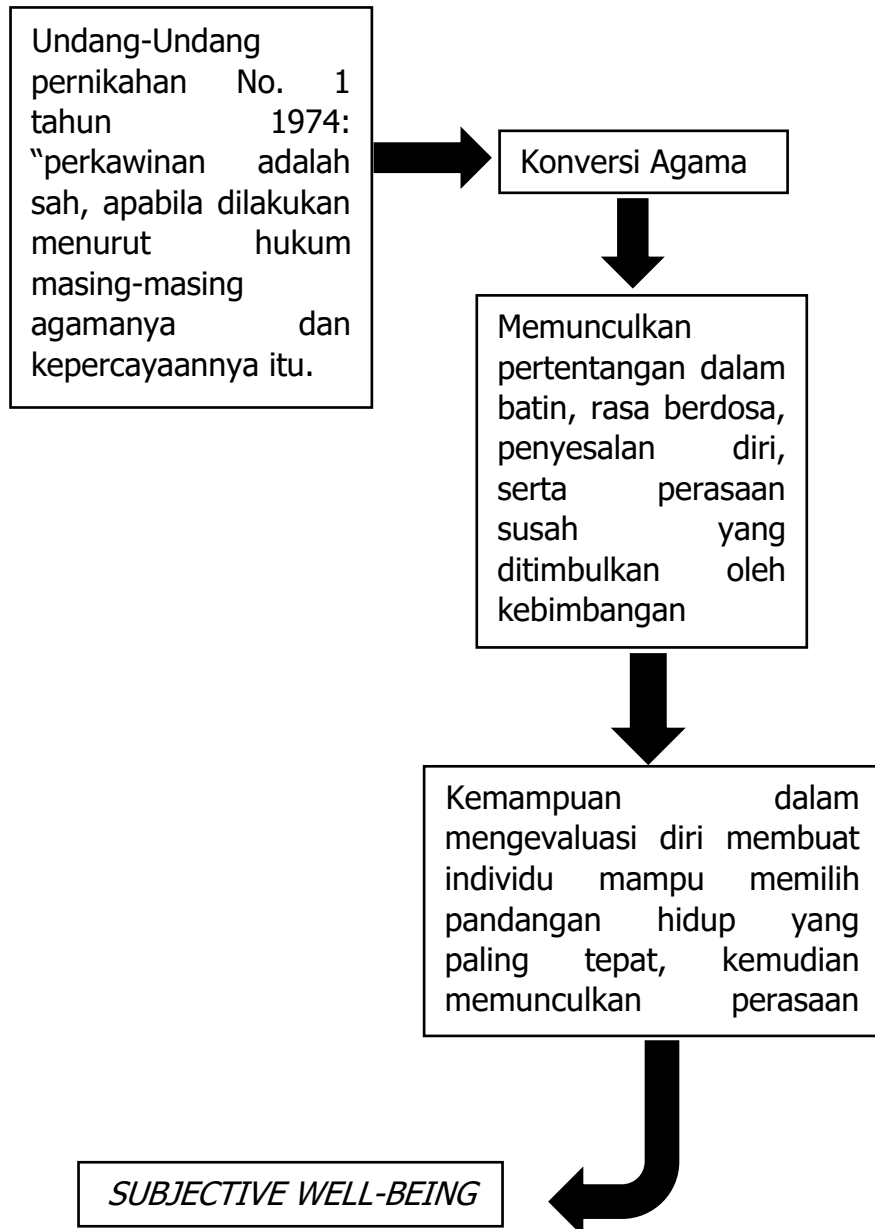 Undang-Undang
pernikahan No. 1
tahun 1974:
“perkawinan adalah
sah, apabila dilakukan
menurut hukum
masing-masing
agamanya dan
kepercayaannya itu.
Konversi Agama
Memunculkan
pertentangan dalam
batin, rasa berdosa,
penyesalan diri,
serta perasaan
susah yang
ditimbulkan oleh
kebimbangan
Kemampuan dalam
mengevaluasi diri membuat
individu mampu memilih
pandangan hidup yang
paling tepat, kemudian
memunculkan perasaan
SUBJECTIVE WELL-BEING